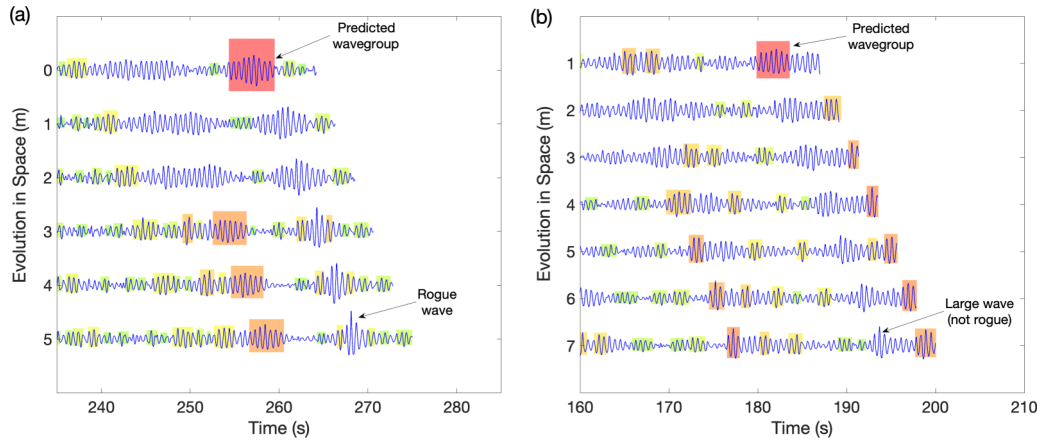 (a)
Predicted
wavegroup
0
1
2
3
4
5
Rogue
wave
Evolution in Space (m)
240 250 260 270 280
Time (s)
(b)
Predicted
wavegroup
1
2
3
4
5
6
7
Large wave
(not rogue)
Evolution in Space (m)
160 170 180 190 200 210
Time (s)